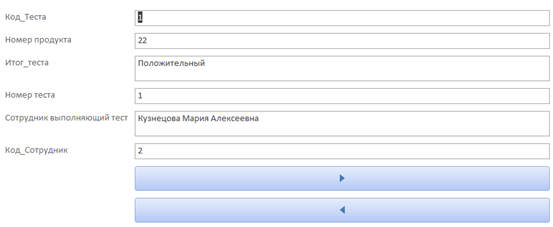 Код_Теста 1
Номер продукта 22
Итог_теста Положительный
Номер теста 1
Сотрудник выполняющий тест Кузнецова Мария Алексеевна
Код_Сотрудник 2